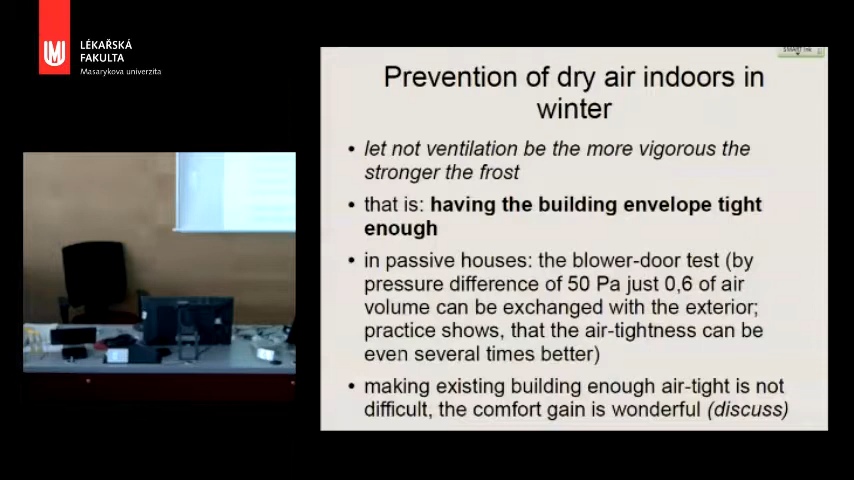 LÉKAŘSKÁ
FAKULTA
Masarykova univerzita
SMART Ink
Prevention of dry air indoors in
winter
• let not ventilation be the more vigorous the
stronger the frost
• that is: having the building envelope tight
enough
• in passive houses: the blower-door test (by
pressure difference of 50 Pa just 0,6 of air
volume can be exchanged with the exterior;
practice shows, that the air-tightness can be
even several times better)
• making existing building enough air-tight is not
difficult, the comfort gain is wonderful (discuss)